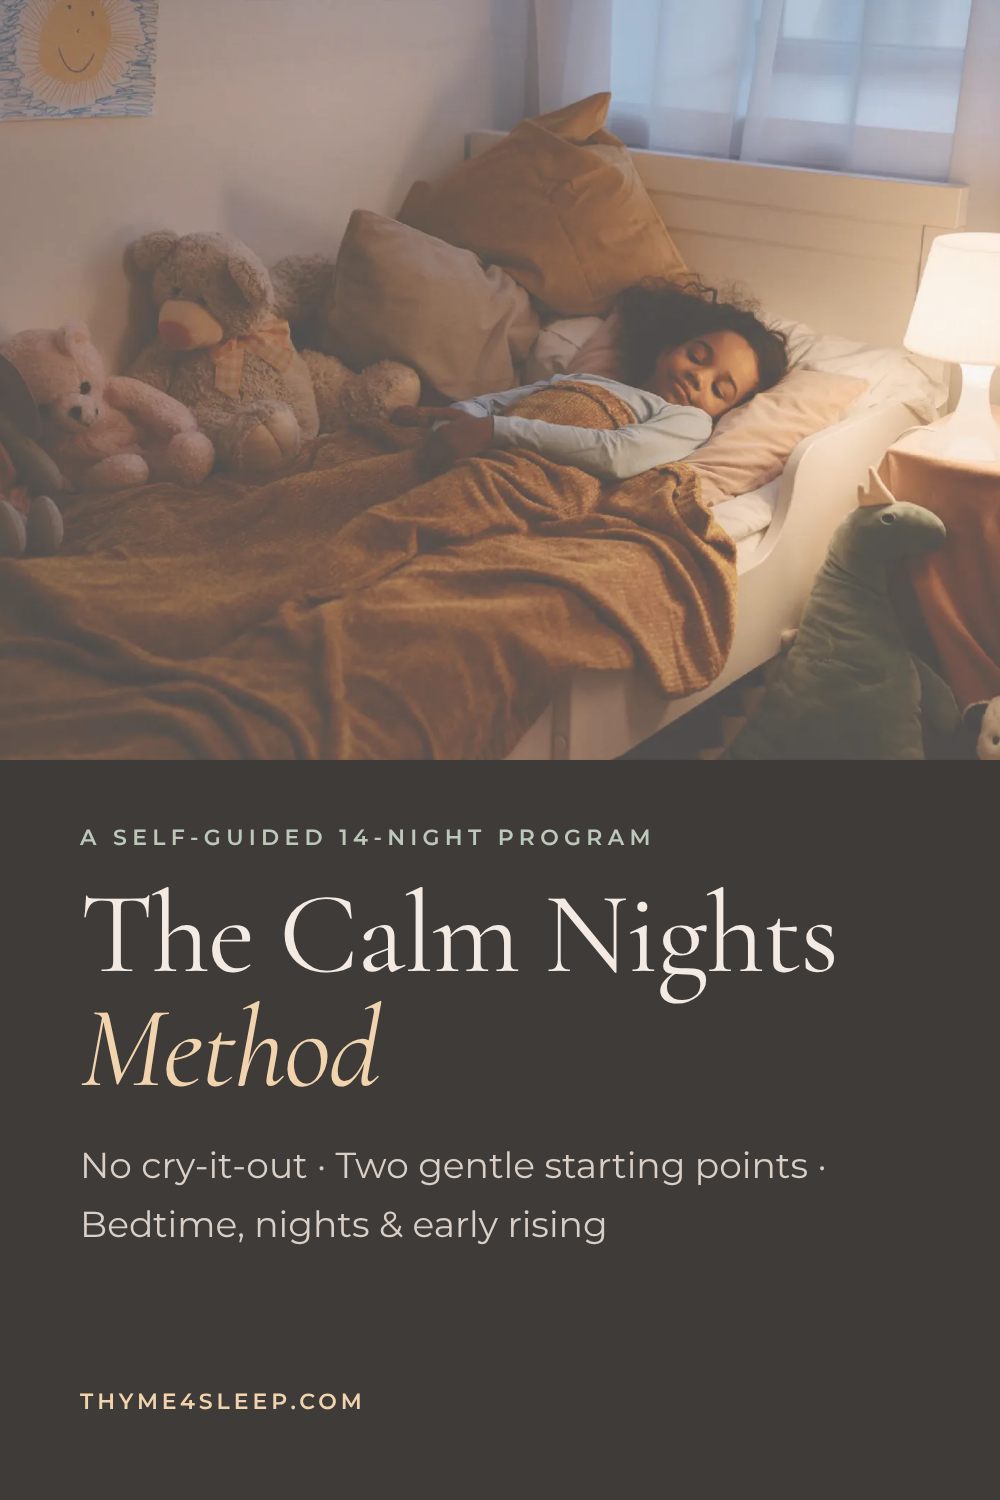 A SELF-GUIDED 14-NIGHT PROGRAM
The Calm Nights
Method
No cry-it-out · Two gentle starting points ·
Bedtime, nights & early rising
THYME4SLEEP.COM